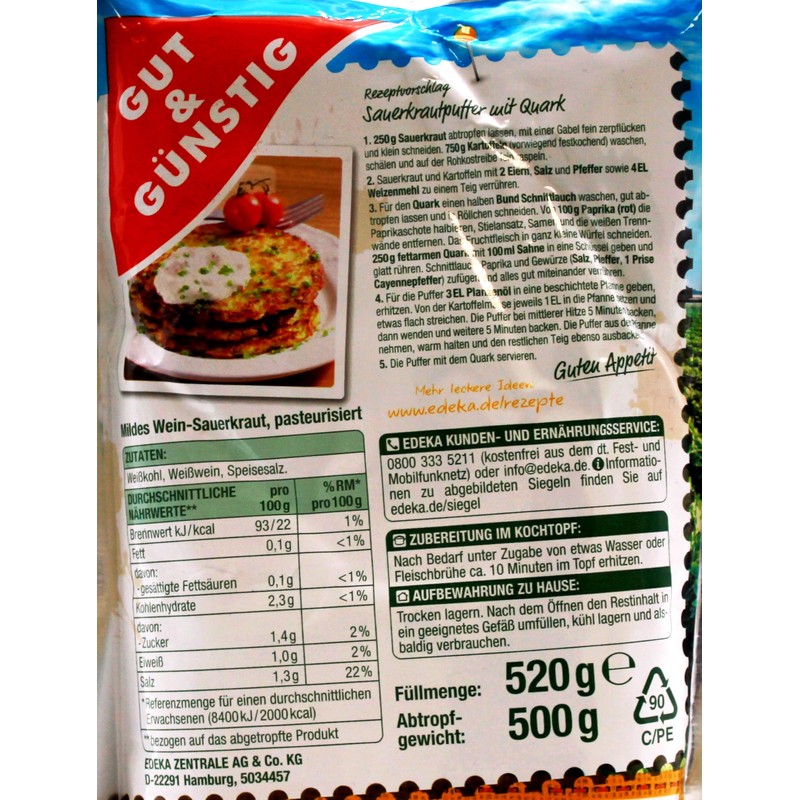 GUT
&
GÜNSTIG
Rezeptvorschlag
Sauerkrautpuffer mit Quark
1. 250 g Sauerkraut abtropfen lassen, mit einer Gabel fein zerpflücken
und klein schneiden. 750 g Kartoffeln (vorwiegend festkochend) waschen,
schälen und auf der Rohkostreibe fein raspeln.
2. Sauerkraut und Kartoffeln mit 2 Eiern, Salz und Pfeffer sowie 4 EL
Weizenmehl zu einem Teig verrühren.
3. Für den Quark einen halben Bund Schnittlauch waschen, gut ab-
tropfen lassen und in Röllchen schneiden. Von 100 g Paprika (rot) die
Paprikaschote halbieren, Stielansatz, Samen und die weißen Trenn-
wände entfernen. Das Fruchtfleisch in ganz kleine Würfel schneiden.
250 g fettarmen Quark mit 100 ml Sahne in eine Schüssel geben und
glatt rühren. Schnittlauch, Paprika und Gewürze (Salz, Pfeffer, 1 Prise
Cayennepfeffer) zufügen und alles gut miteinander verrühren.
4. Für die Puffer 3 EL Pflanzenöl in eine beschichtete Pfanne geben,
erhitzen. Von der Kartoffelmasse jeweils 1 EL in die Pfanne setzen und
etwas flach streichen. Die Puffer bei mittlerer Hitze 5 Minuten backen,
dann wenden und weitere 5 Minuten backen. Die Puffer aus der Pfanne
nehmen, warm halten und den restlichen Teig ebenso ausbacken.
5. Die Puffer mit dem Quark servieren.
Guten Appetit
Mehr leckere Ideen:
www.edeka.de/rezepte
Mildes Wein-Sauerkraut, pasteurisiert
ZUTATEN:
Weißkohl, Weißwein, Speisesalz.
DURCHSCHNITTLICHE NÄHRWERTE** pro 100 g %RM* pro 100 g
Brennwert kJ/kcal 93/22 1%
Fett 0,1 g <1%
davon:
-gesättigte Fettsäuren 0,1 g <1%
Kohlenhydrate 2,3 g <1%
davon:
-Zucker 1,4 g 2%
Eiweiß 1,0 g 2%
Salz 1,3 g 22%
*Referenzmenge für einen durchschnittlichen
Erwachsenen (8400 kJ/2000 kcal)
**bezogen auf das abgetropfte Produkt
EDEKA ZENTRALE AG & Co. KG
D-22291 Hamburg, 5034457
EDEKA KUNDEN- UND ERNÄHRUNGSSERVICE:
0800 333 5211 (kostenfrei aus dem dt. Fest- und
Mobilfunknetz) oder info@edeka.de. i Informatio-
nen zu abgebildeten Siegeln finden Sie auf
edeka.de/siegel
ZUBEREITUNG IM KOCHTOPF:
Nach Bedarf unter Zugabe von etwas Wasser oder
Fleischbrühe ca. 10 Minuten im Topf erhitzen.
AUFBEWAHRUNG ZU HAUSE:
Trocken lagern. Nach dem Öffnen den Restinhalt in
ein geeignetes Gefäß umfüllen, kühl lagern und als-
baldig verbrauchen.
Füllmenge: 520 g e
Abtropf-
gewicht: 500 g
90
C/PE